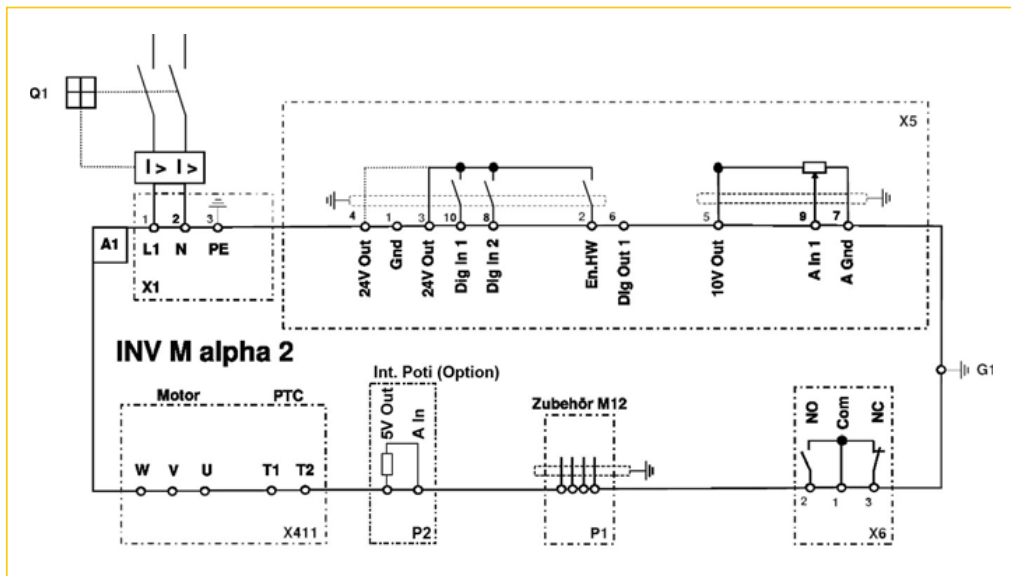 Q1
I > I >
X5
4 1 3 10 8 2 6 5 9 7
24V Out
Gnd
24V Out
Dig In 1
Dig In 2
En.HW
DIg Out 1
10V Out
A In 1
A Gnd
1 2 3
A1
L1 N PE
X1
INV M alpha 2
G1
Motor PTC
W V U T1 T2
X411
Int. Poti (Option)
5V Out
A In
P2
Zubehör M12
P1
NO
Com
NC
2 1 3
X6